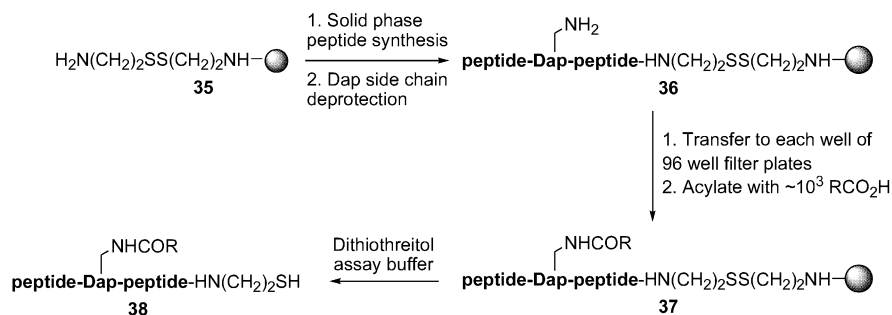 H2N(CH2)2SS(CH2)2NH
35
1. Solid phase
peptide synthesis
2. Dap side chain
deprotection
NH2
peptide-Dap-peptide-HN(CH2)2SS(CH2)2NH
36
1. Transfer to each well of
96 well filter plates
2. Acylate with ~10³ RCO2H
NHCOR
peptide-Dap-peptide-HN(CH2)2SS(CH2)2NH
37
Dithiothreitol
assay buffer
NHCOR
peptide-Dap-peptide-HN(CH2)2SH
38